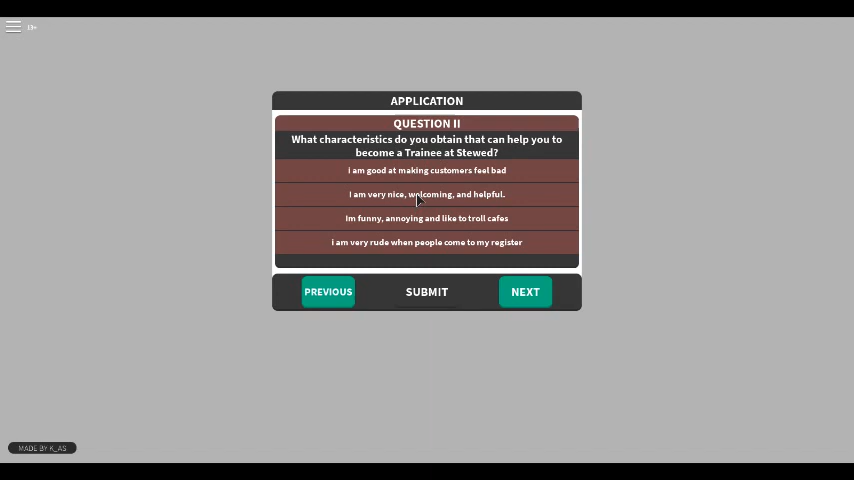 13+
APPLICATION
QUESTION II
What characteristics do you obtain that can help you to
become a Trainee at Stewed?
i am good at making customers feel bad
I am very nice, welcoming, and helpful.
Im funny, annoying and like to troll cafes
i am very rude when people come to my register
PREVIOUS
SUBMIT
NEXT
MADE BY K_AS